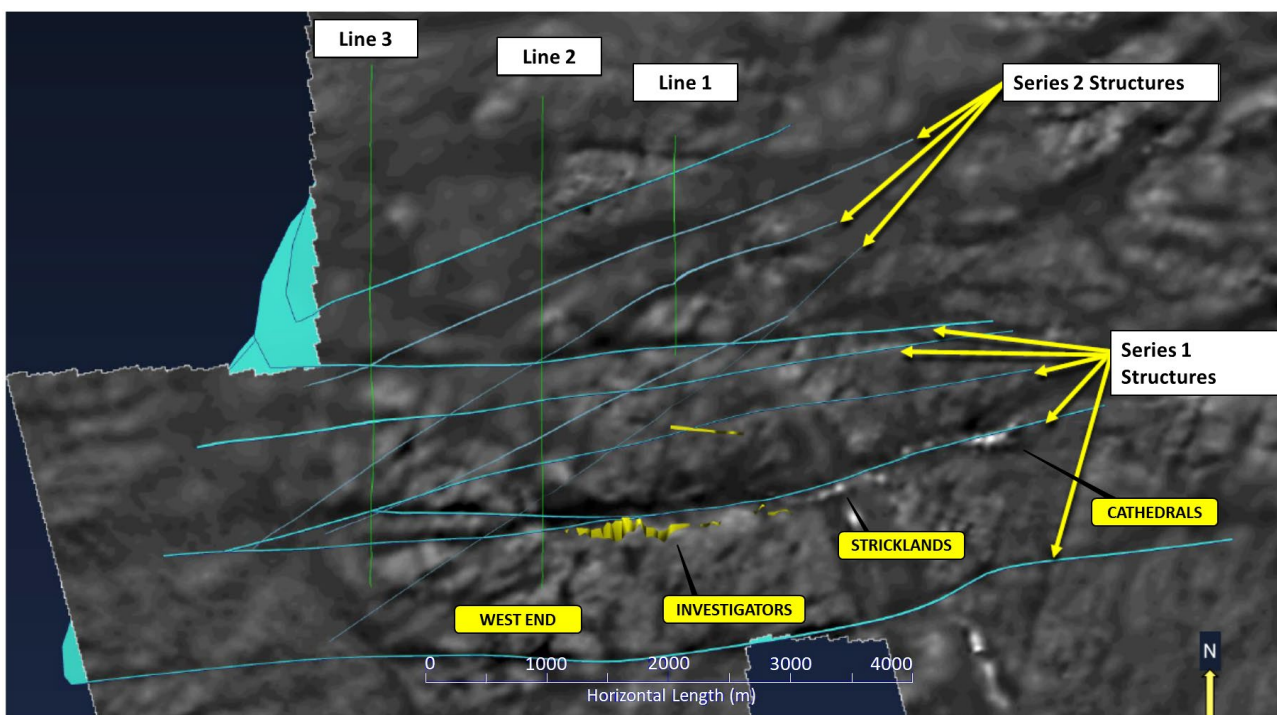 Line 3
Line 2
Line 1
Series 2 Structures
Series 1
Structures
CATHEDRALS
STRICKLANDS
INVESTIGATORS
WEST END
0 1000 2000 3000 4000
Horizontal Length (m)
N